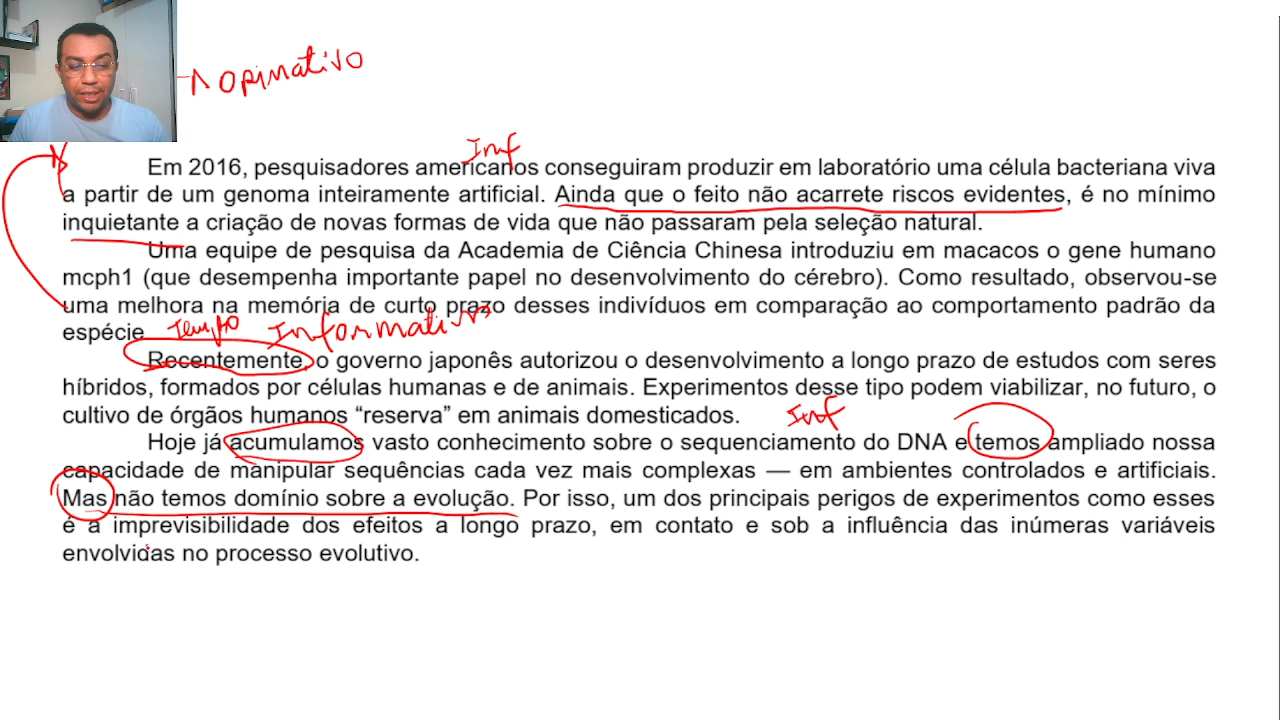 opinativo
Inf
Em 2016, pesquisadores americanos conseguiram produzir em laboratório uma célula bacteriana viva
a partir de um genoma inteiramente artificial. Ainda que o feito não acarrete riscos evidentes, é no mínimo
inquietante a criação de novas formas de vida que não passaram pela seleção natural.
Uma equipe de pesquisa da Academia de Ciência Chinesa introduziu em macacos o gene humano
mcph1 (que desempenha importante papel no desenvolvimento do cérebro). Como resultado, observou-se
uma melhora na memória de curto prazo desses indivíduos em comparação ao comportamento padrão da
espécie
Informativo
Recentemente, o governo japonês autorizou o desenvolvimento a longo prazo de estudos com seres
híbridos, formados por células humanas e de animais. Experimentos desse tipo podem viabilizar, no futuro, o
cultivo de órgãos humanos “reserva” em animais domesticados.
Inf
Hoje já acumulamos vasto conhecimento sobre o sequenciamento do DNA e temos ampliado nossa
capacidade de manipular sequências cada vez mais complexas — em ambientes controlados e artificiais.
Mas não temos domínio sobre a evolução. Por isso, um dos principais perigos de experimentos como esses
é a imprevisibilidade dos efeitos a longo prazo, em contato e sob a influência das inúmeras variáveis
envolvidas no processo evolutivo.